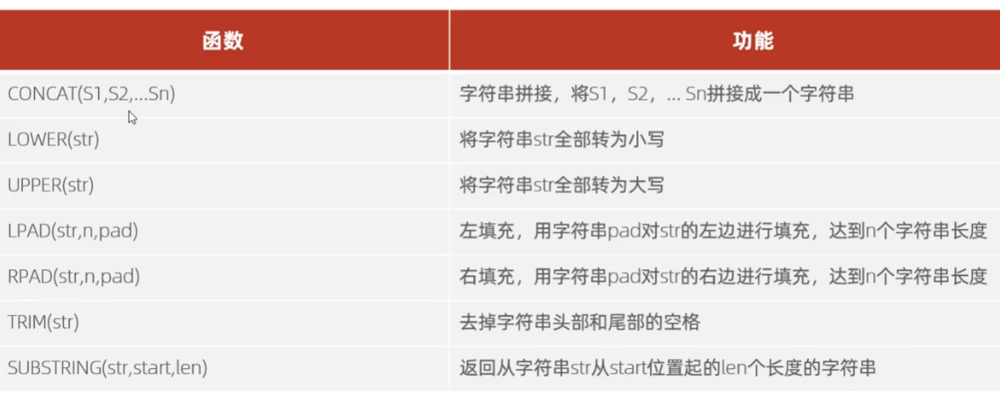 函数 功能
CONCAT(S1,S2,...Sn) 字符串拼接，将S1，S2，... Sn拼接成一个字符串
LOWER(str) 将字符串str全部转为小写
UPPER(str) 将字符串str全部转为大写
LPAD(str,n,pad) 左填充，用字符串pad对str的左边进行填充，达到n个字符串长度
RPAD(str,n,pad) 右填充，用字符串pad对str的右边进行填充，达到n个字符串长度
TRIM(str) 去掉字符串头部和尾部的空格
SUBSTRING(str,start,len) 返回从字符串str从start位置起的len个长度的字符串